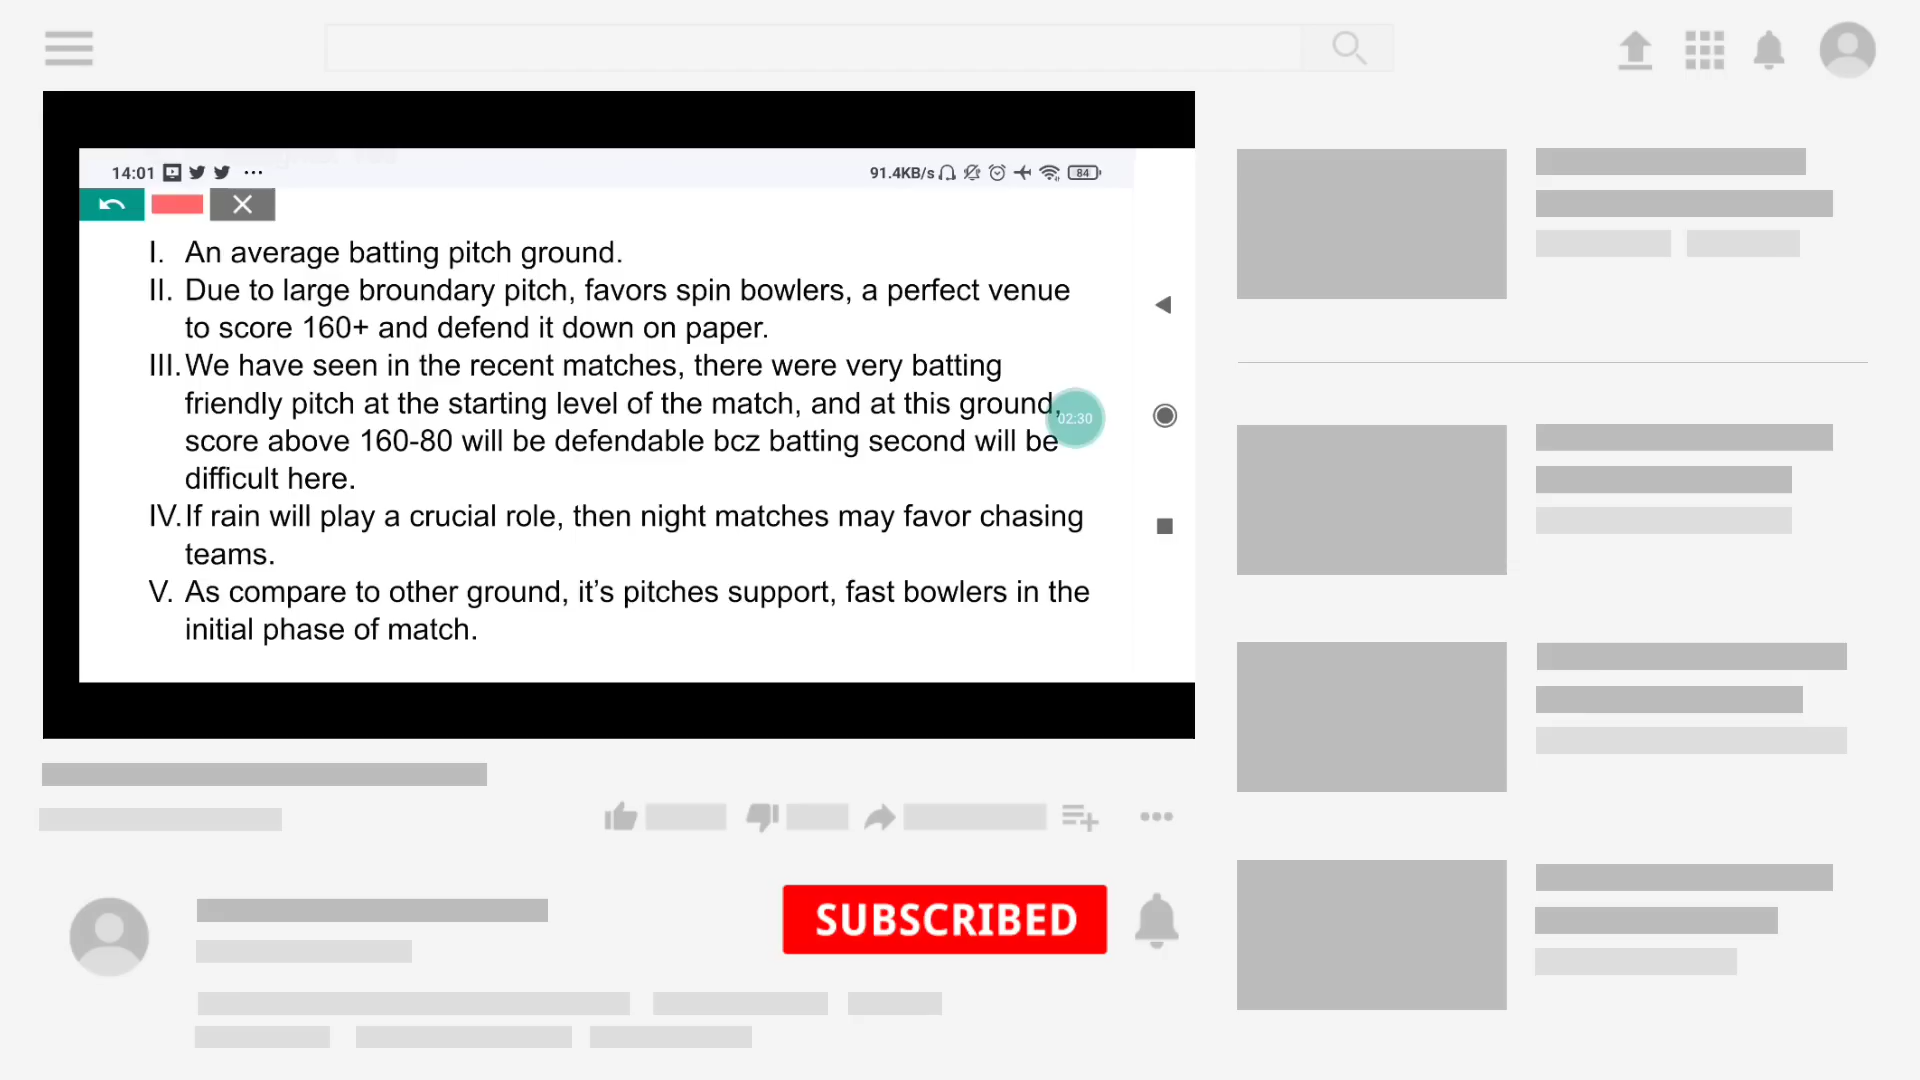 14:01
91.4KB/s
84
I. An average batting pitch ground.
II. Due to large broundary pitch, favors spin bowlers, a perfect venue
to score 160+ and defend it down on paper.
III. We have seen in the recent matches, there were very batting
friendly pitch at the starting level of the match, and at this ground,
02:30
score above 160-80 will be defendable bcz batting second will be
difficult here.
IV. If rain will play a crucial role, then night matches may favor chasing
teams.
V. As compare to other ground, it’s pitches support, fast bowlers in the
initial phase of match.
SUBSCRIBED